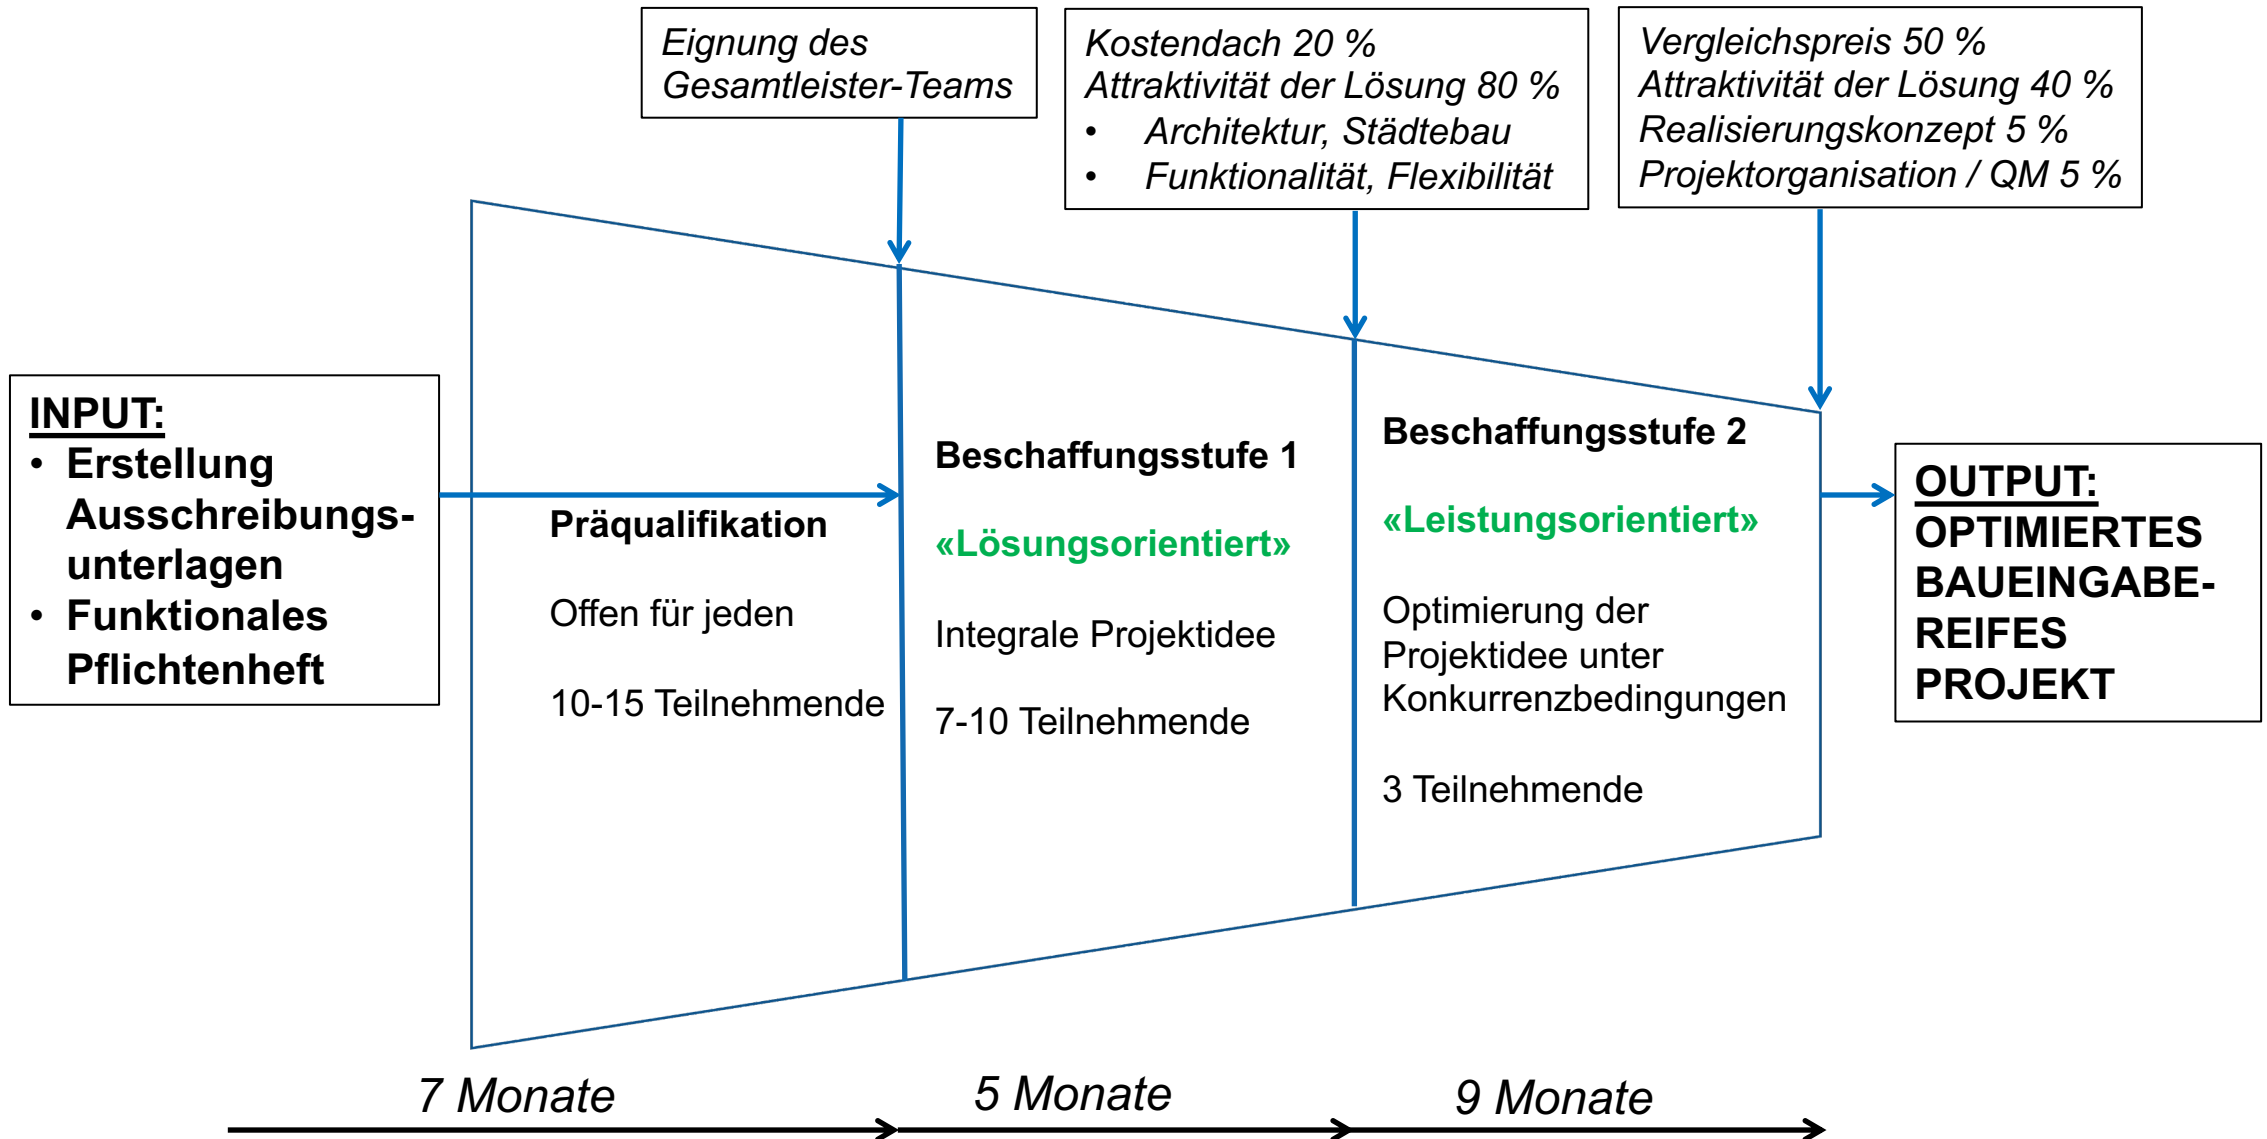 Eignung des
Gesamtleister-Teams
Kostendach 20 %
Attraktivität der Lösung 80 %
• Architektur, Städtebau
• Funktionalität, Flexibilität
Vergleichspreis 50 %
Attraktivität der Lösung 40 %
Realisierungskonzept 5 %
Projektorganisation / QM 5 %
INPUT:
• Erstellung
Ausschreibungs-
unterlagen
• Funktionales
Pflichtenheft
Präqualifikation
Offen für jeden
10-15 Teilnehmende
Beschaffungsstufe 1
«Lösungsorientiert»
Integrale Projektidee
7-10 Teilnehmende
Beschaffungsstufe 2
«Leistungsorientiert»
Optimierung der
Projektidee unter
Konkurrenzbedingungen
3 Teilnehmende
OUTPUT:
OPTIMIERTES
BAUEINGABE-
REIFES
PROJEKT
7 Monate
5 Monate
9 Monate